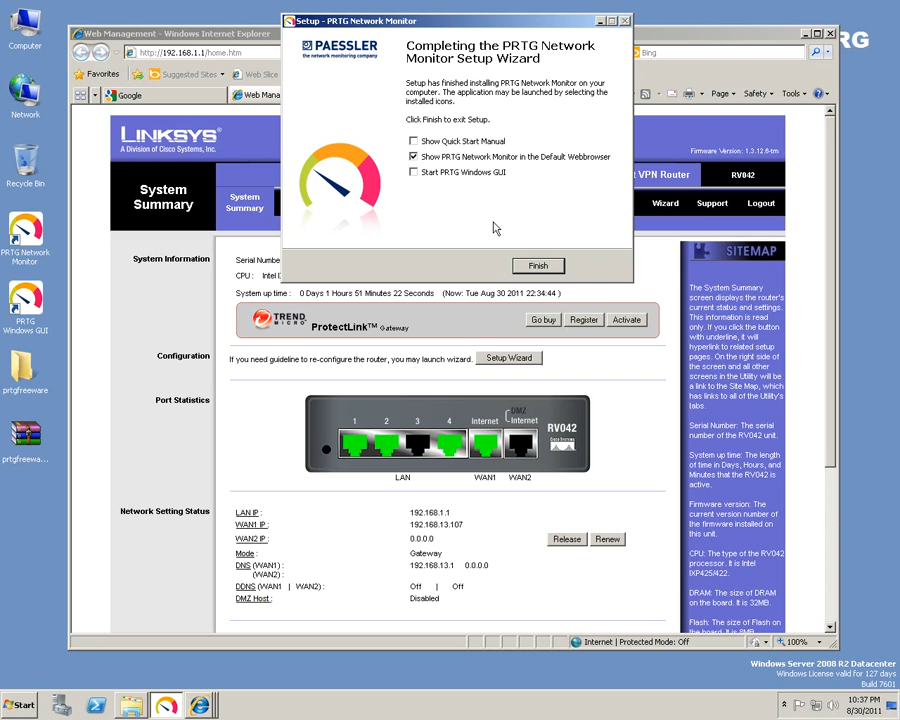 Computer
Network
Recycle Bin
PRTG Network
Monitor
PRTG
Windows GUI
prtgfreeware
prtgfreewa...
Web Management - Windows Internet Explorer
http://192.168.1.1/home.htm
Bing
Favorites
Suggested Sites
Web Slice
Google
Web Mana
Page
Safety
Tools
RG
Setup - PRTG Network Monitor
PAESSLER
the network monitoring company
Completing the PRTG Network
Monitor Setup Wizard
Setup has finished installing PRTG Network Monitor on your
computer. The application may be launched by selecting the
installed icons.
Click Finish to exit Setup.
Show Quick Start Manual
Show PRTG Network Monitor in the Default Webbrowser
Start PRTG Windows GUI
Finish
LINKSYS®
A Division of Cisco Systems, Inc.
Firmware Version: 1.3.12.6-tm
System
Summary
System
Summary
t VPN Router
RV042
Wizard
Support
Logout
System Information
Serial Numbe
CPU : Intel I
System up time : 0 Days 1 Hours 51 Minutes 22 Seconds (Now: Tue Aug 30 2011 22:34:44 )
TREND
MICRO
ProtectLink™ Gateway
Go buy
Register
Activate
Configuration
If you need guideline to re-configure the router, you may launch wizard.
Setup Wizard
Port Statistics
1 2 3 4 Internet
DMZ
Internet
RV042
CISCO SYSTEMS
LAN WAN1 WAN2
Network Setting Status
LAN IP : 192.168.1.1
WAN1 IP : 192.168.13.107
WAN2 IP : 0.0.0.0
Release
Renew
Mode : Gateway
DNS (WAN1) : 192.168.13.1 0.0.0.0
(WAN2) :
DDNS (WAN1 | WAN2) : Off | Off
DMZ Host : Disabled
SITEMAP
The System Summary
screen displays the router's
current status and settings.
This information is read
only. If you click the button
with underline, it will
hyperlink to related setup
pages. On the right side of
the screen and all other
screens in the Utility will be
a link to the Site Map, which
has links to all of the Utility's
tabs.
Serial Number: The serial
number of the RV042 unit.
System up time: The length
of time in Days, Hours, and
Minutes that the RV042 is
active.
Firmware version: The
current version number of
the firmware installed on
this unit.
CPU: The type of the RV042
processor. It is Intel
IXP425/422.
DRAM: The size of DRAM
on the board. It is 32MB.
Flash: The size of Flash on
the board. It is 8MB.
Internet | Protected Mode: Off
100%
Windows Server 2008 R2 Datacenter
Windows License valid for 127 days
Build 7601
Start
10:37 PM
8/30/2011